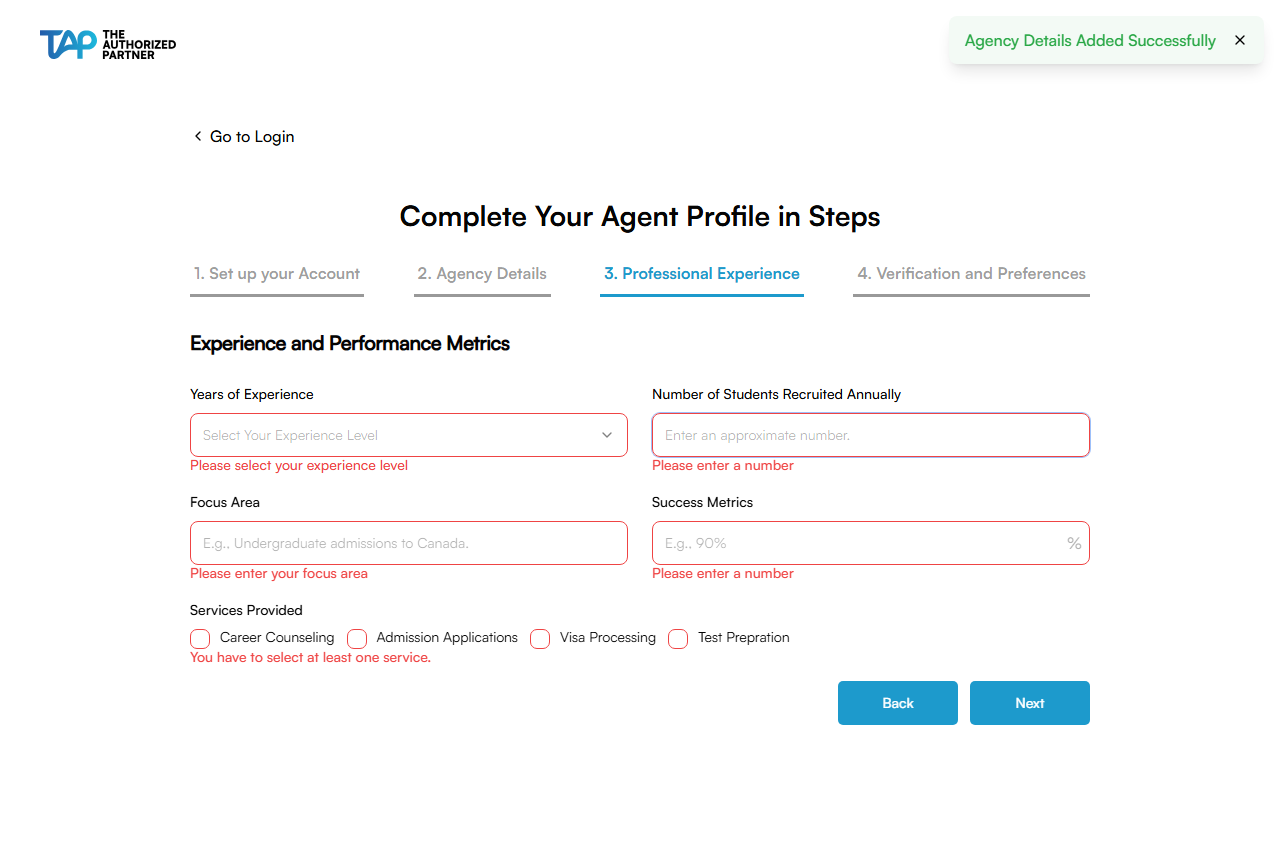 TAP THE AUTHORIZED PARTNER
Agency Details Added Successfully
Go to Login
Complete Your Agent Profile in Steps
1. Set up your Account
2. Agency Details
3. Professional Experience
4. Verification and Preferences
Experience and Performance Metrics
Years of Experience
Number of Students Recruited Annually
Select Your Experience Level
Enter an approximate number.
Please select your experience level
Please enter a number
Focus Area
Success Metrics
E.g., Undergraduate admissions to Canada.
E.g., 90%
%
Please enter your focus area
Please enter a number
Services Provided
Career Counseling
Admission Applications
Visa Processing
Test Prepration
You have to select at least one service.
Back
Next